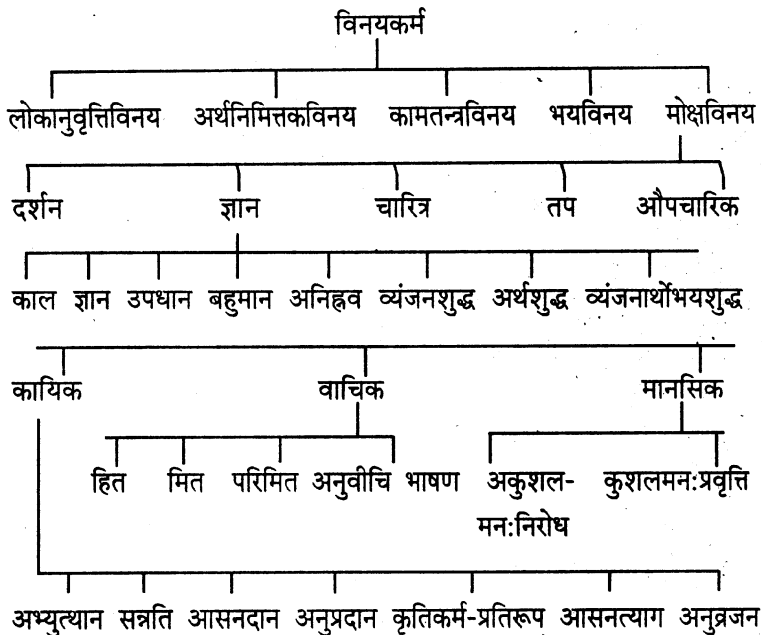 विनयकर्म
लोकानुवृत्तिविनय अर्थनिमित्तकविनय कामतन्त्रविनय भयविनय मोक्षविनय
दर्शन ज्ञान चारित्र तप औपचारिक
काल ज्ञान उपधान बहुमान अनिह्नव व्यंजनशुद्ध अर्थशुद्ध व्यंजनार्थोभयशुद्ध
कायिक वाचिक मानसिक
हित मित परिमित अनुवीचि भाषण अकुशल- कुशलमन:प्रवृत्ति
मन:निरोध
अभ्युत्थान सन्नति आसनदान अनुप्रदान कृतिकर्म-प्रतिरूप आसनत्याग अनुव्रजन